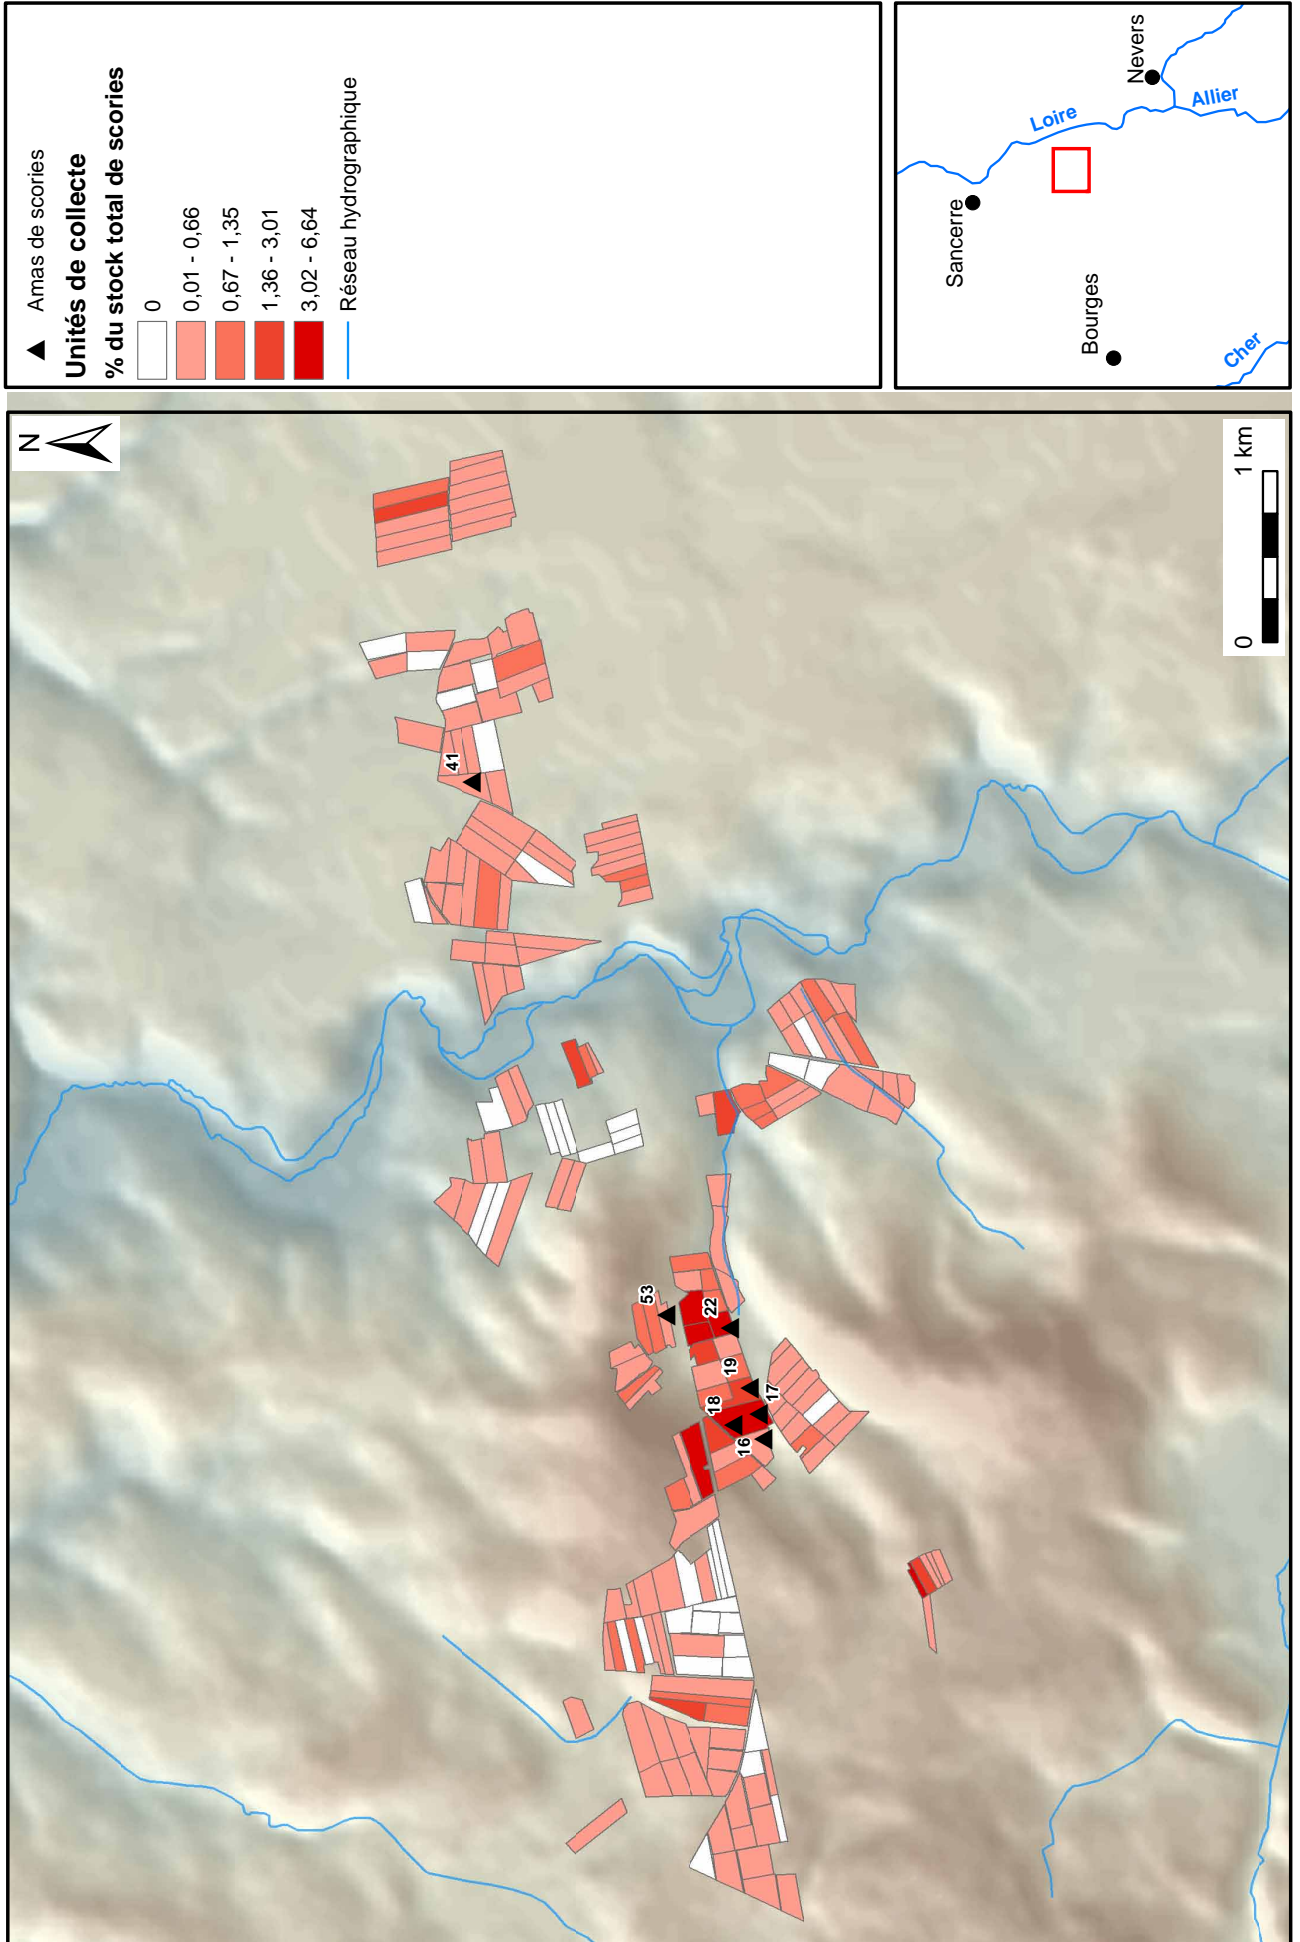 Amas de scories
Unités de collecte
% du stock total de scories
0
0,01 - 0,66
0,67 - 1,35
1,36 - 3,01
3,02 - 6,64
Réseau hydrographique
Sancerre
Nevers
Loire
Allier
Bourges
Cher
N
0 1 km
41
53
22
19
18
17
16